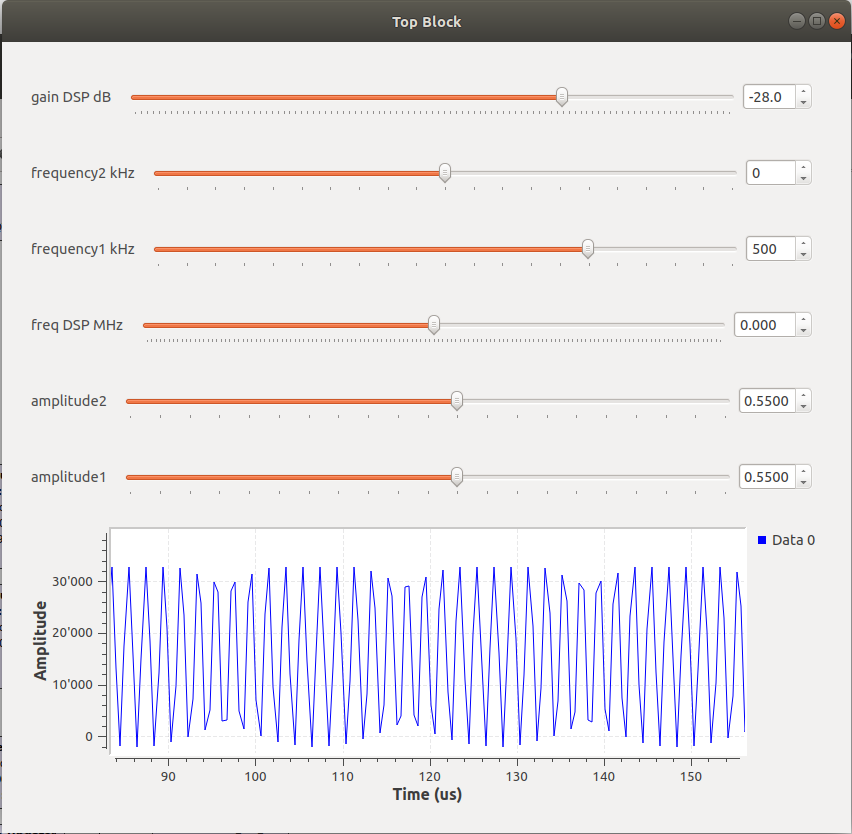 Top Block
gain DSP dB -28.0
frequency2 kHz 0
frequency1 kHz 500
freq DSP MHz 0.000
amplitude2 0.5500
amplitude1 0.5500
Data 0
30'000
20'000
10'000
0
Amplitude
90 100 110 120 130 140 150
Time (us)